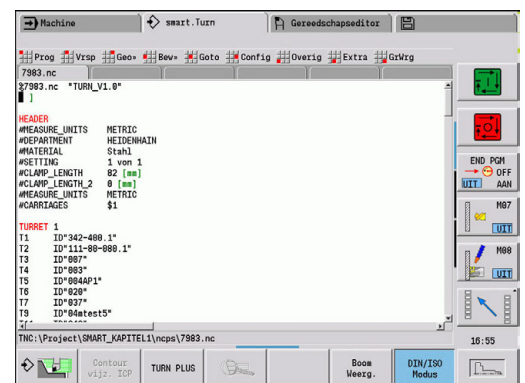 Machine smart.Turn Gereedschapseditor
Prog Vrsp Geo» Bew» Goto Config Overig Extra GrWrg
7983.nc
%7983.nc "TURN_V1.0"
[ ]
HEADER
#MEASURE_UNITS METRIC
#DEPARTMENT HEIDENHAIN
#MATERIAL Stahl
#SETTING 1 von 1
#CLAMP_LENGTH 82 [mm]
#CLAMP_LENGTH_2 0 [mm]
#MEASURE_UNITS METRIC
#CARRIAGES $1
TURRET 1
T1 ID"342-400.1"
T2 ID"111-80-080.1"
T3 ID"007"
T4 ID"003"
T5 ID"004AP1"
T6 ID"020"
T7 ID"037"
T9 ID"04mtest5"
TNC:\Project\SMART_KAPITEL1\ncps\7983.nc
Contour
vijz. ICP
TURN PLUS
Boom
Weerg.
DIN/ISO
Modus
T 1
T 0
END PGM
OFF
UIT AAN
M07
UIT
M08
UIT
16:55